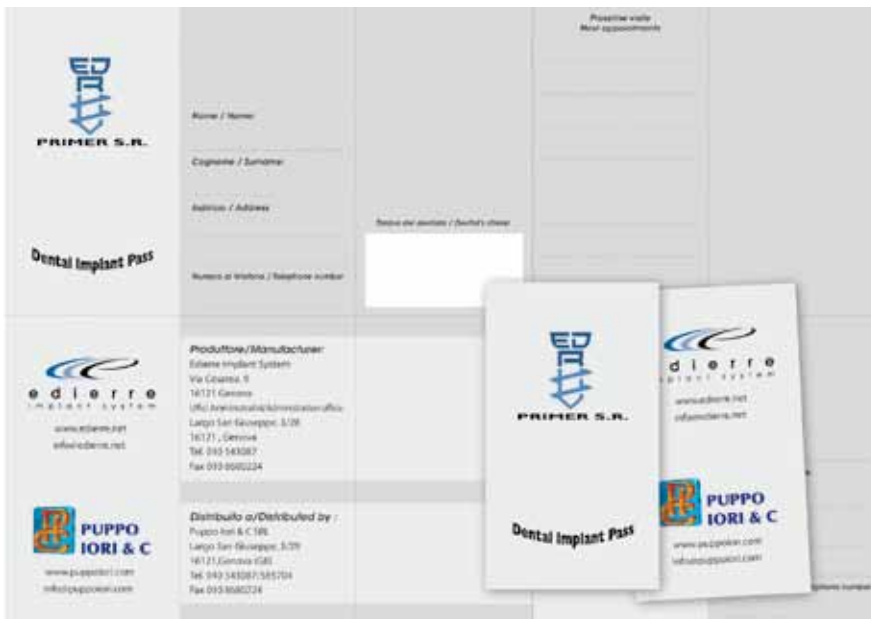 Prossime visite
Next appointments
EDR
PRIMER S.R.
Nome / Name:
Cognome / Surname:
Indirizzo / Address
Timbro del dentista / Dentist's stamp
Numero di telefono / Telephone number
Dental Implant Pass
edierre
implant system
www.edierre.net
info@edierre.net
Produttore/Manufacturer:
Edierre Implant System
Via Cesarea, 9
16121 Genova
Uffici Amministrativi/Administration office
Largo San Giuseppe, 3/28
16121, Genova
Tel. 010 543087
Fax 010 8680224
PUPPO
IORI & C
www.puppoiori.com
info@puppoiori.com
Distribuito a/Distributed by :
Puppo Iori & C SRL
Largo San Giuseppe, 3/29
16121,Genova (GE)
Tel. 010 543087/585704
Fax 010 8680224
EDR
PRIMER S.R.
Dental Implant Pass
dierre
implant system
www.edierre.net
info@edierre.net
PUPPO
IORI & C
www.puppoiori.com
info@puppoiori.com